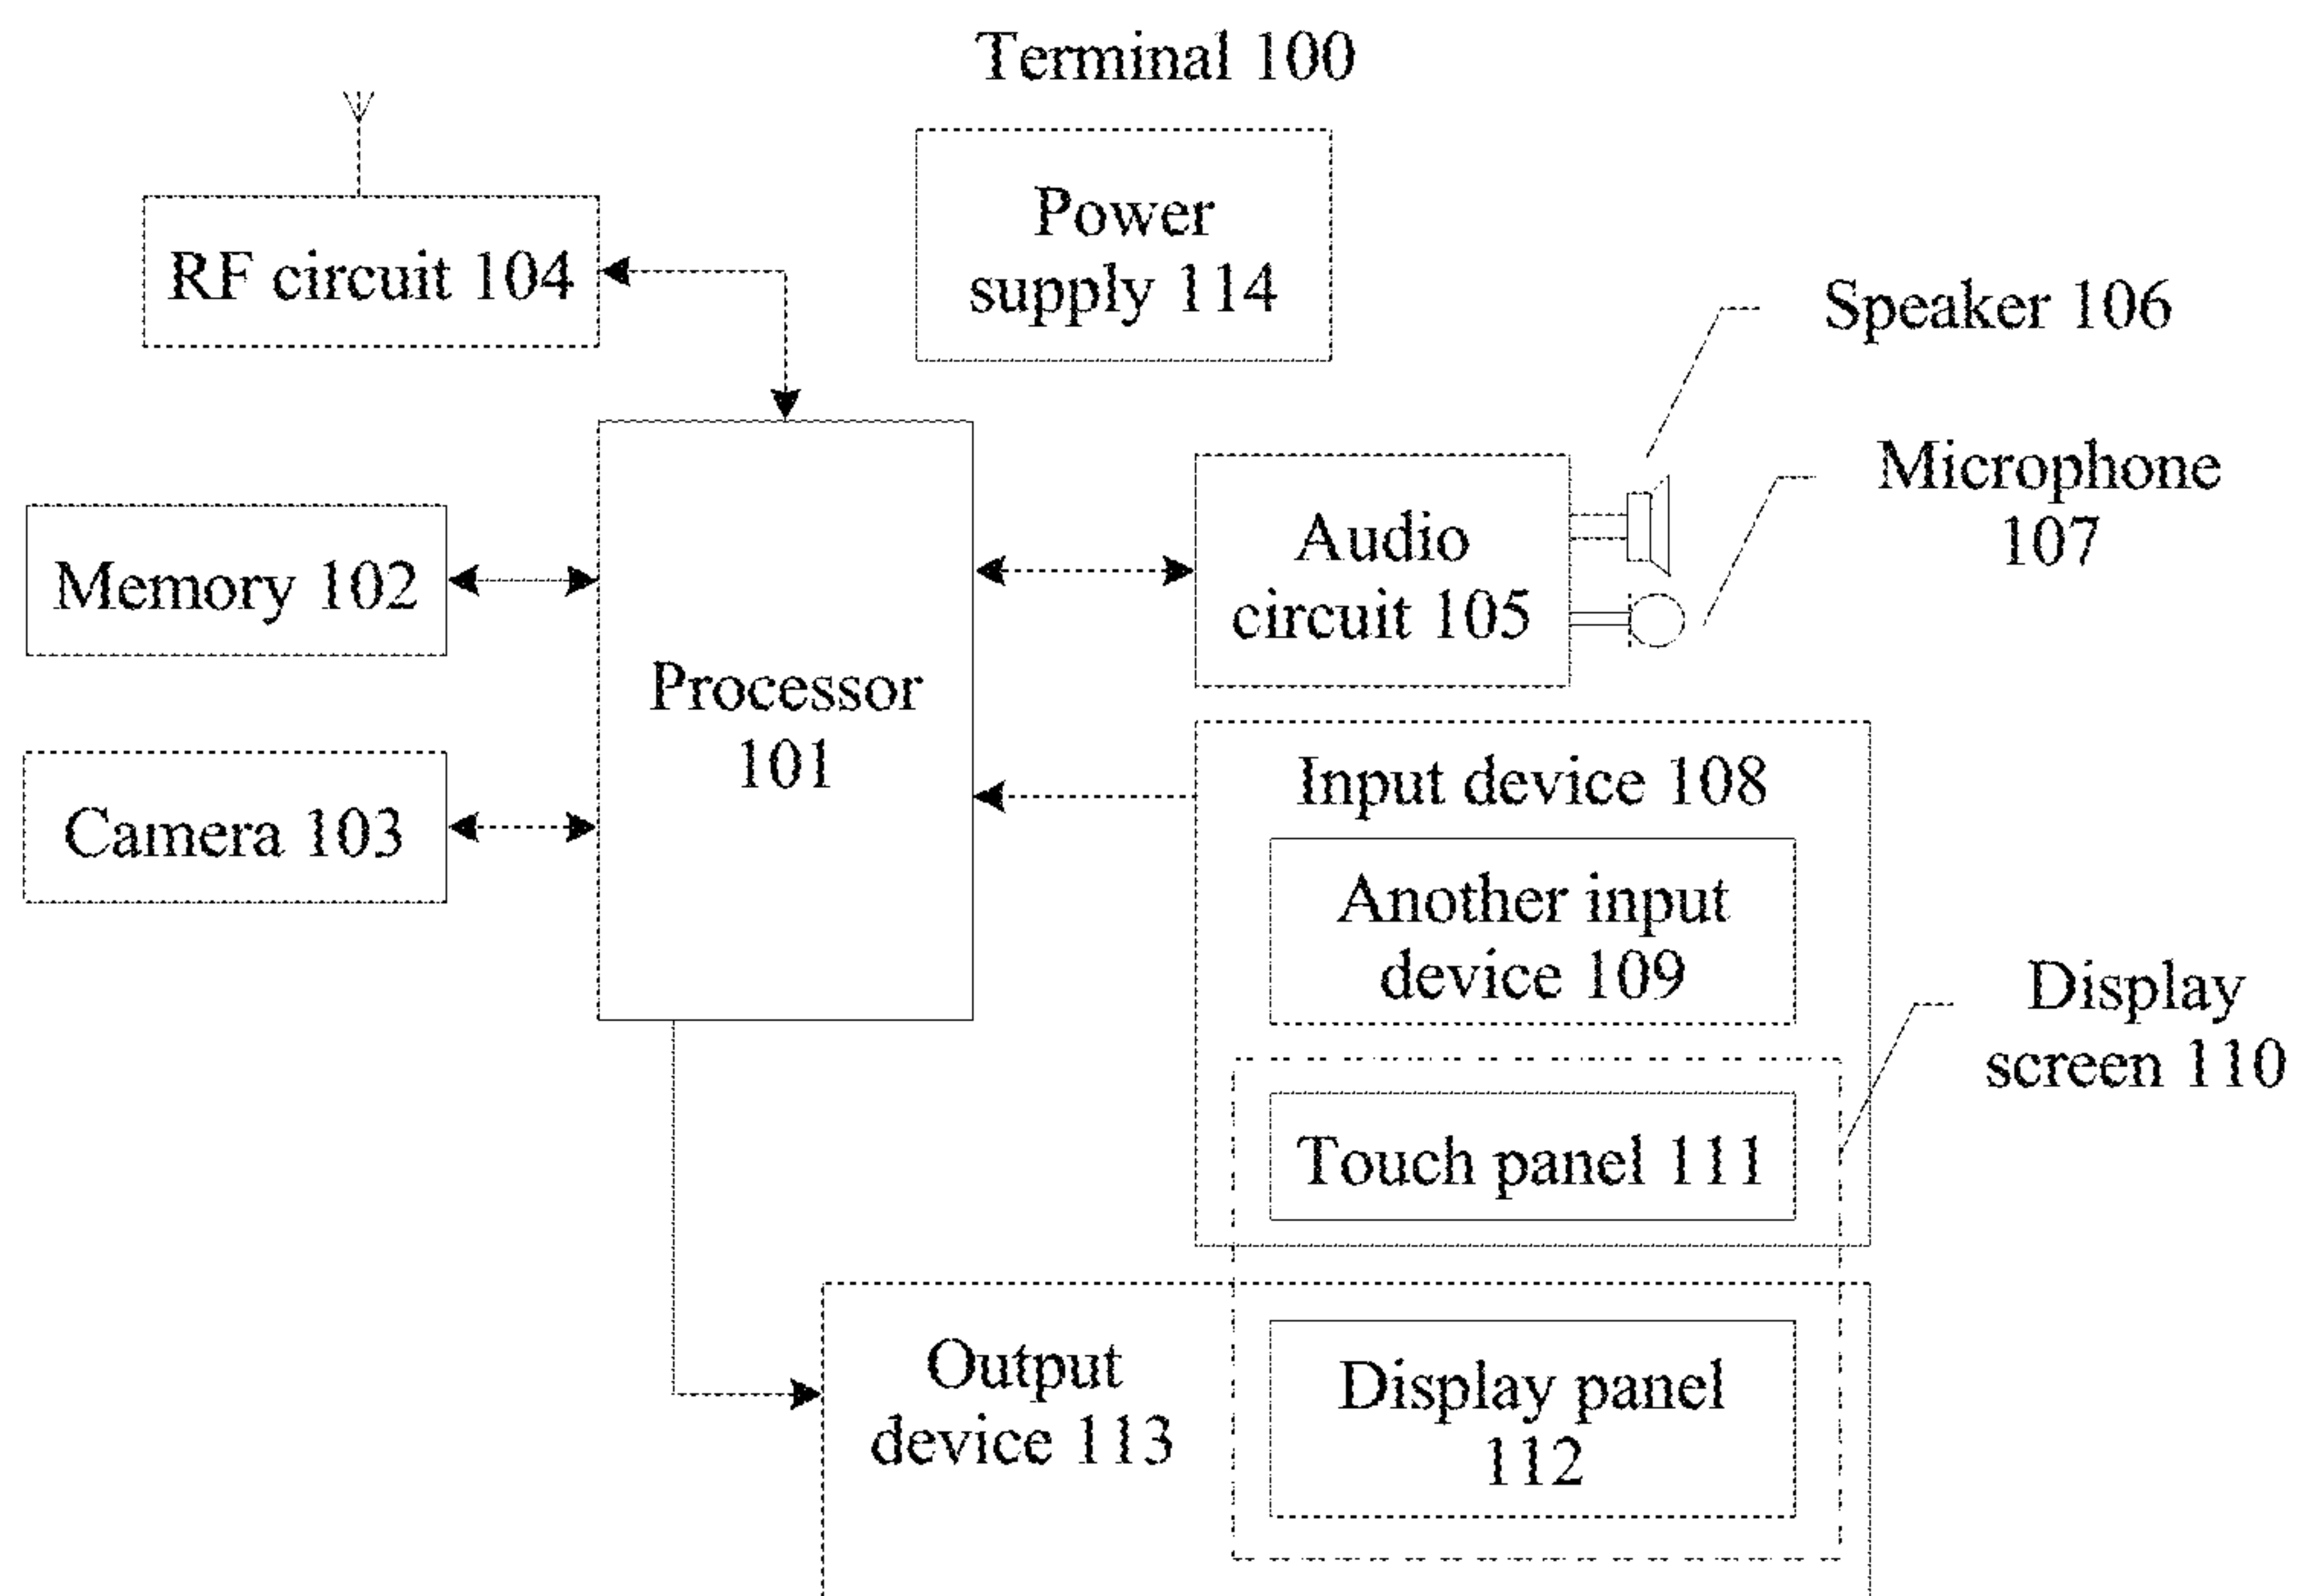 Terminal 100
Power
supply 114
RF circuit 104
Speaker 106
Microphone
107
Memory 102
Audio
circuit 105
Processor
101
Camera 103
Input device 108
Another input
device 109
Display
screen 110
Touch panel 111
Output
device 113
Display panel
112